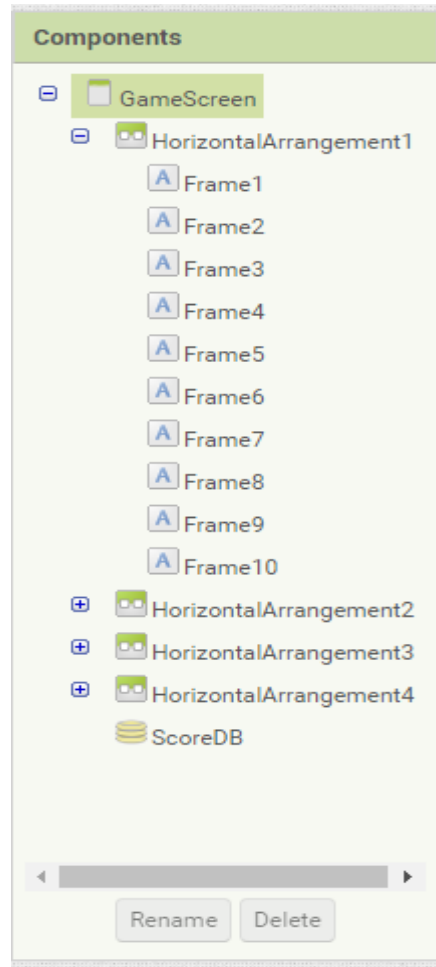 Components
GameScreen
HorizontalArrangement1
A Frame1
A Frame2
A Frame3
A Frame4
A Frame5
A Frame6
A Frame7
A Frame8
A Frame9
A Frame10
HorizontalArrangement2
HorizontalArrangement3
HorizontalArrangement4
ScoreDB
Rename Delete